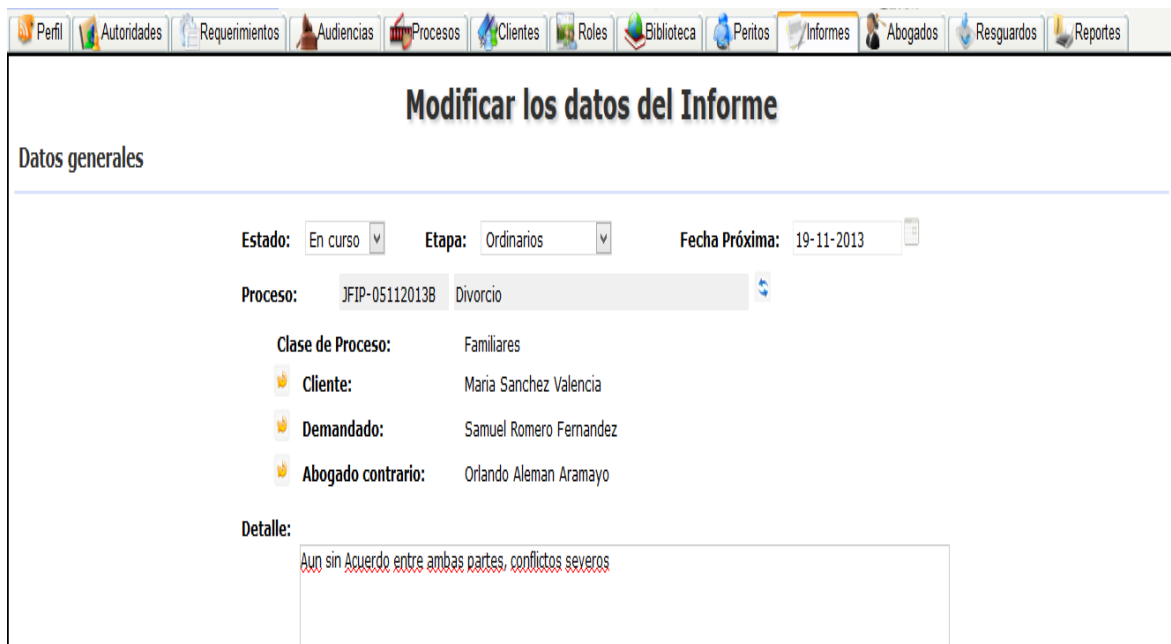 Perfil Autoridades Requerimientos Audiencias Procesos Clientes Roles Biblioteca Peritos Informes Abogados Resguardos Reportes
Modificar los datos del Informe
Datos generales
Estado: En curso Etapa: Ordinarios Fecha Próxima: 19-11-2013
Proceso: JFIP-05112013B Divorcio
Clase de Proceso: Familiares
Cliente: Maria Sanchez Valencia
Demandado: Samuel Romero Fernandez
Abogado contrario: Orlando Aleman Aramayo
Detalle:
Aun sin Acuerdo entre ambas partes, conflictos severos